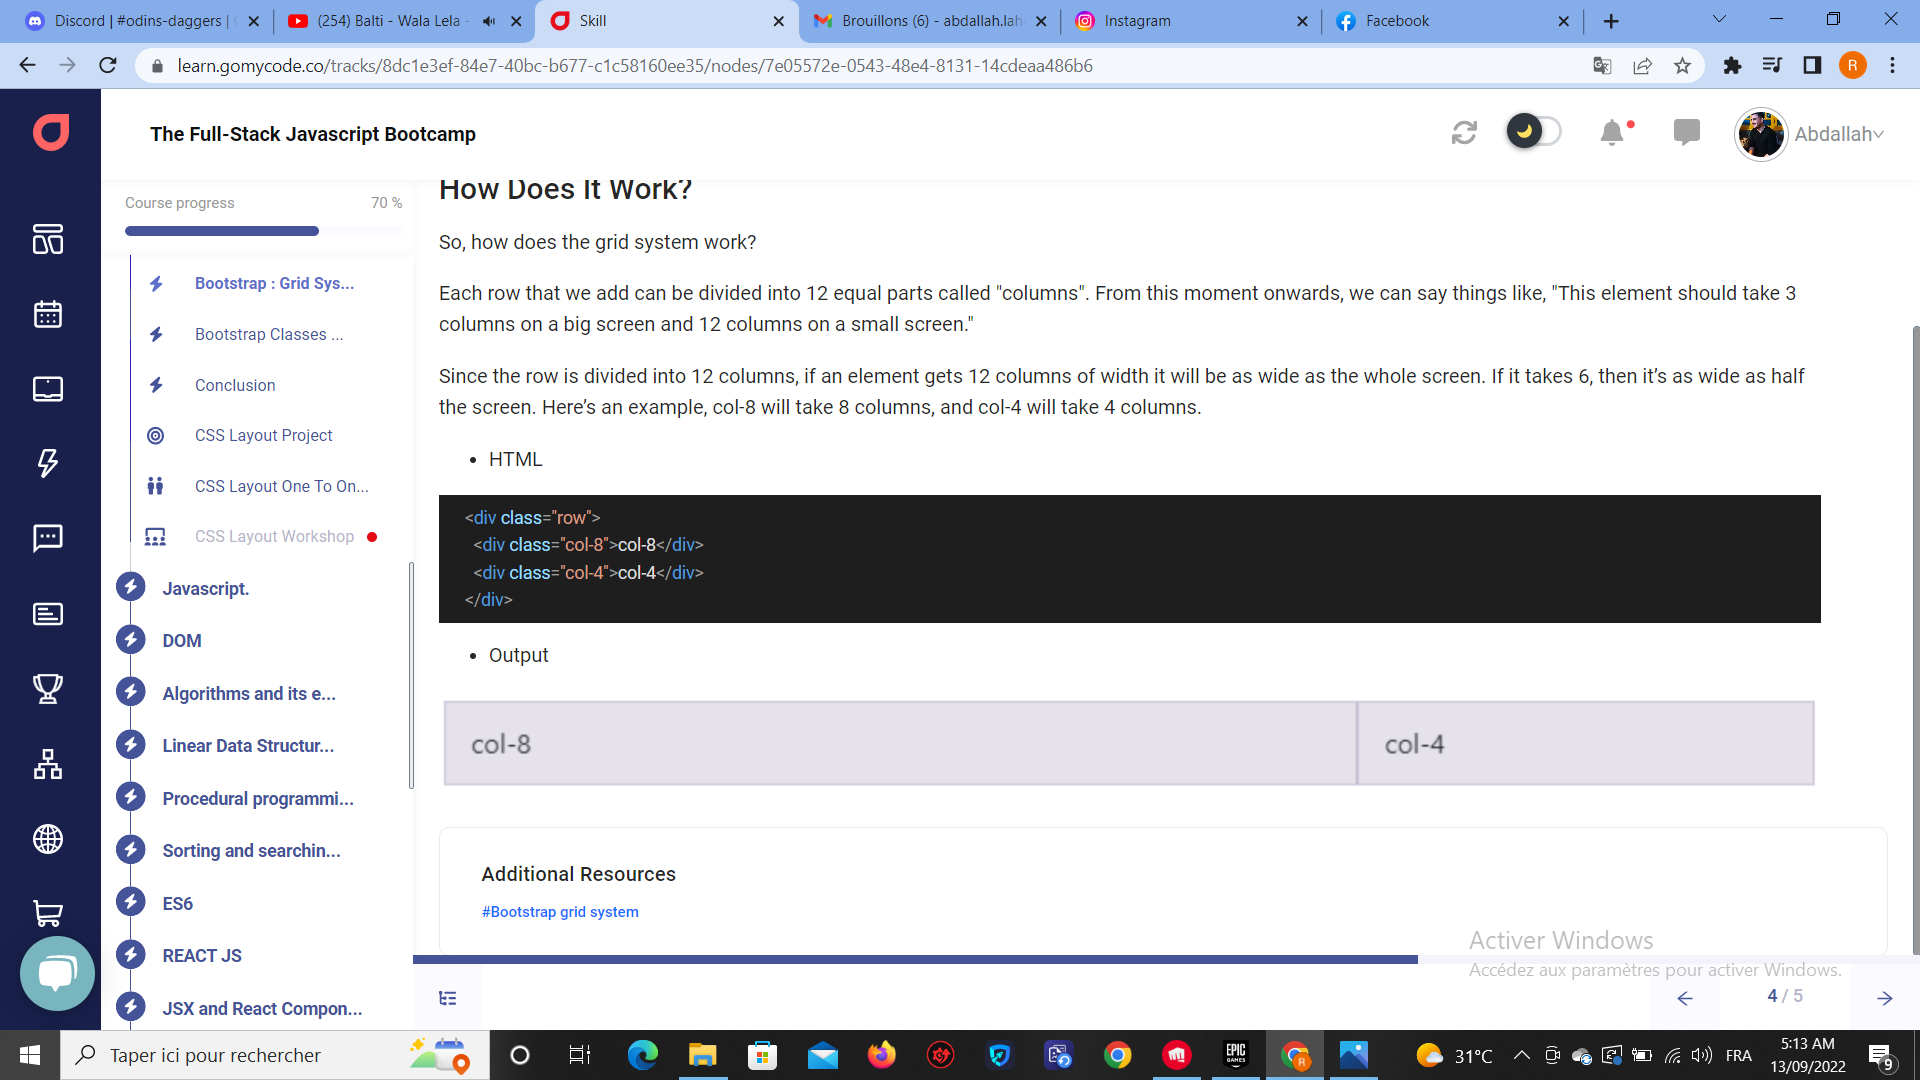 Discord | #odins-daggers |
(254) Balti - Wala Lela -
Skill
Brouillons (6) - abdallah.lah
Instagram
Facebook
learn.gomycode.co/tracks/8dc1e3ef-84e7-40bc-b677-c1c58160ee35/nodes/7e05572e-0543-48e4-8131-14cdeaa486b6
R
The Full-Stack Javascript Bootcamp
Abdallah
Course progress 70 %
Bootstrap : Grid Sys...
Bootstrap Classes ...
Conclusion
CSS Layout Project
CSS Layout One To On...
CSS Layout Workshop
Javascript.
DOM
Algorithms and its e...
Linear Data Structur...
Procedural programmi...
Sorting and searchin...
ES6
REACT JS
JSX and React Compon...
How Does It Work?
So, how does the grid system work?
Each row that we add can be divided into 12 equal parts called "columns". From this moment onwards, we can say things like, "This element should take 3
columns on a big screen and 12 columns on a small screen."
Since the row is divided into 12 columns, if an element gets 12 columns of width it will be as wide as the whole screen. If it takes 6, then it’s as wide as half
the screen. Here’s an example, col-8 will take 8 columns, and col-4 will take 4 columns.
• HTML
<div class="row">
<div class="col-8">col-8</div>
<div class="col-4">col-4</div>
</div>
• Output
col-8 col-4
Additional Resources
#Bootstrap grid system
Activer Windows
Accédez aux paramètres pour activer Windows.
4 / 5
Taper ici pour rechercher
EPIC
GAMES
R
31°C
FRA
5:13 AM
13/09/2022
9